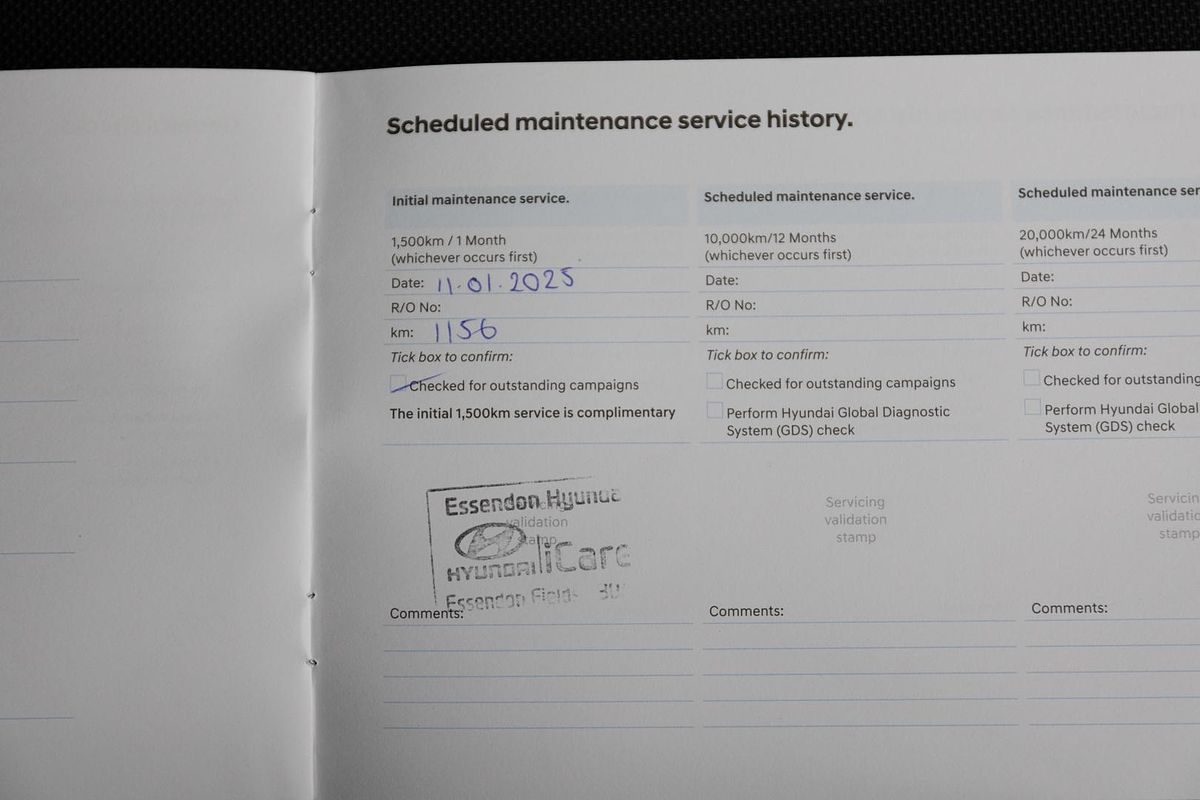 Scheduled maintenance service history.
Initial maintenance service.
1,500km / 1 Month
(whichever occurs first)
Date: 11.01.2025
R/O No:
km: 1156
Tick box to confirm:
Checked for outstanding campaigns
The initial 1,500km service is complimentary
Essendon Hyundai
validation
HYUNDAI iCare
Essendon Fields
Comments:
Scheduled maintenance service.
10,000km/12 Months
(whichever occurs first)
Date:
R/O No:
km:
Tick box to confirm:
Checked for outstanding campaigns
Perform Hyundai Global Diagnostic
System (GDS) check
Servicing
validation
stamp
Comments:
Scheduled maintenance
20,000km/24 Months
(whichever occurs first)
Date:
R/O No:
km:
Tick box to confirm:
Checked for outstanding
Perform Hyundai Global
System (GDS) check
stamp
Comments: